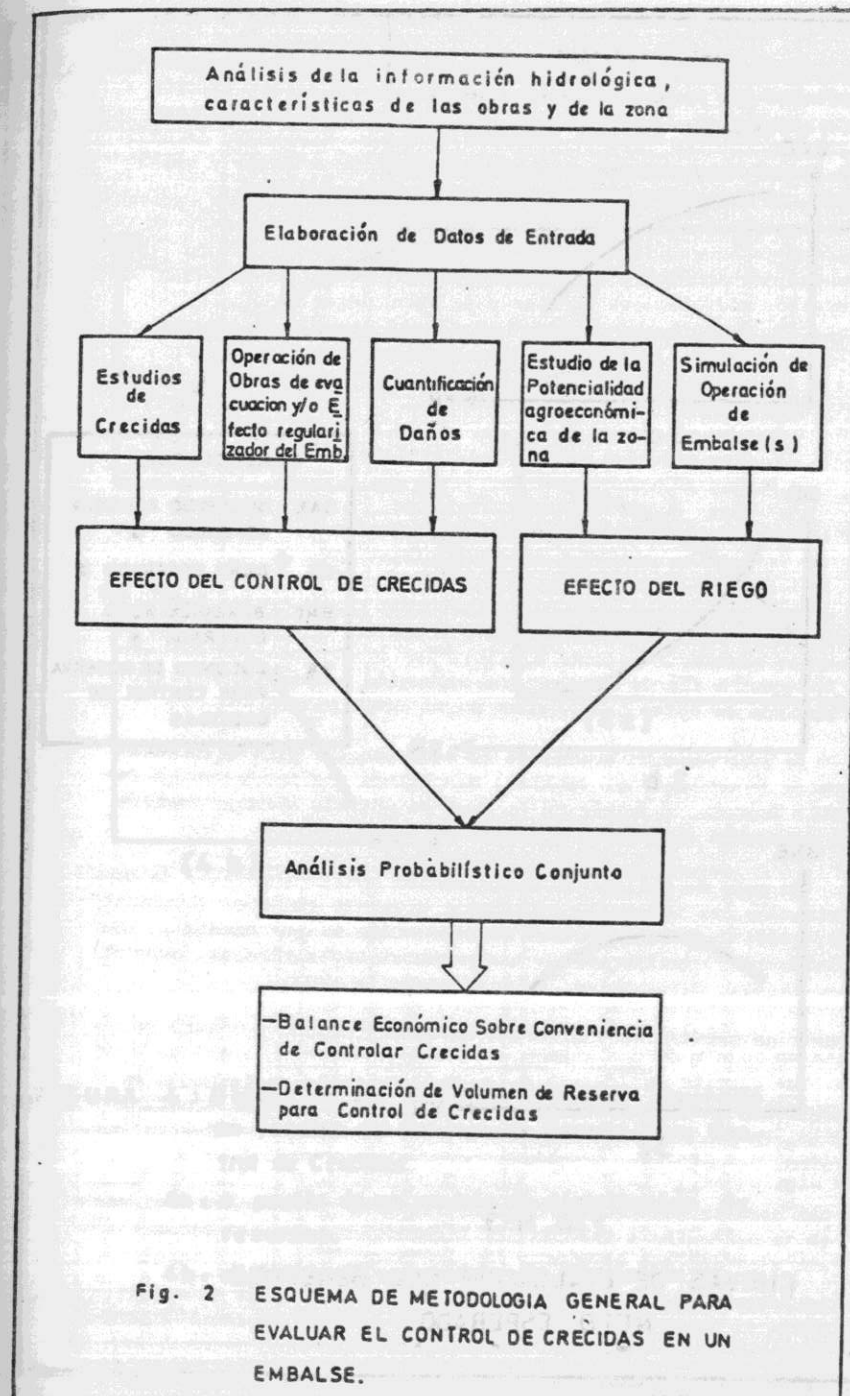 Análisis de la información hidrológica,
características de las obras y de la zona
Elaboración de Datos de Entrada
Estudios
de
Crecidas
Operación de
Obras de eva
cuacion y/o E
fecto regulari
zador del Emb.
Cuantificación
de
Daños
Estudio de la
Potencialidad
agroeconómi-
ca de la zo-
na
Simulación de
Operación
de
Embalse(s)
EFECTO DEL CONTROL DE CRECIDAS
EFECTO DEL RIEGO
Análisis Probabilístico Conjunto
—Balance Económico Sobre Conveniencia
de Controlar Crecidas
—Determinación de Volumen de Reserva
para Control de Crecidas
Fig. 2 ESQUEMA DE METODOLOGIA GENERAL PARA
EVALUAR EL CONTROL DE CRECIDAS EN UN
EMBALSE.